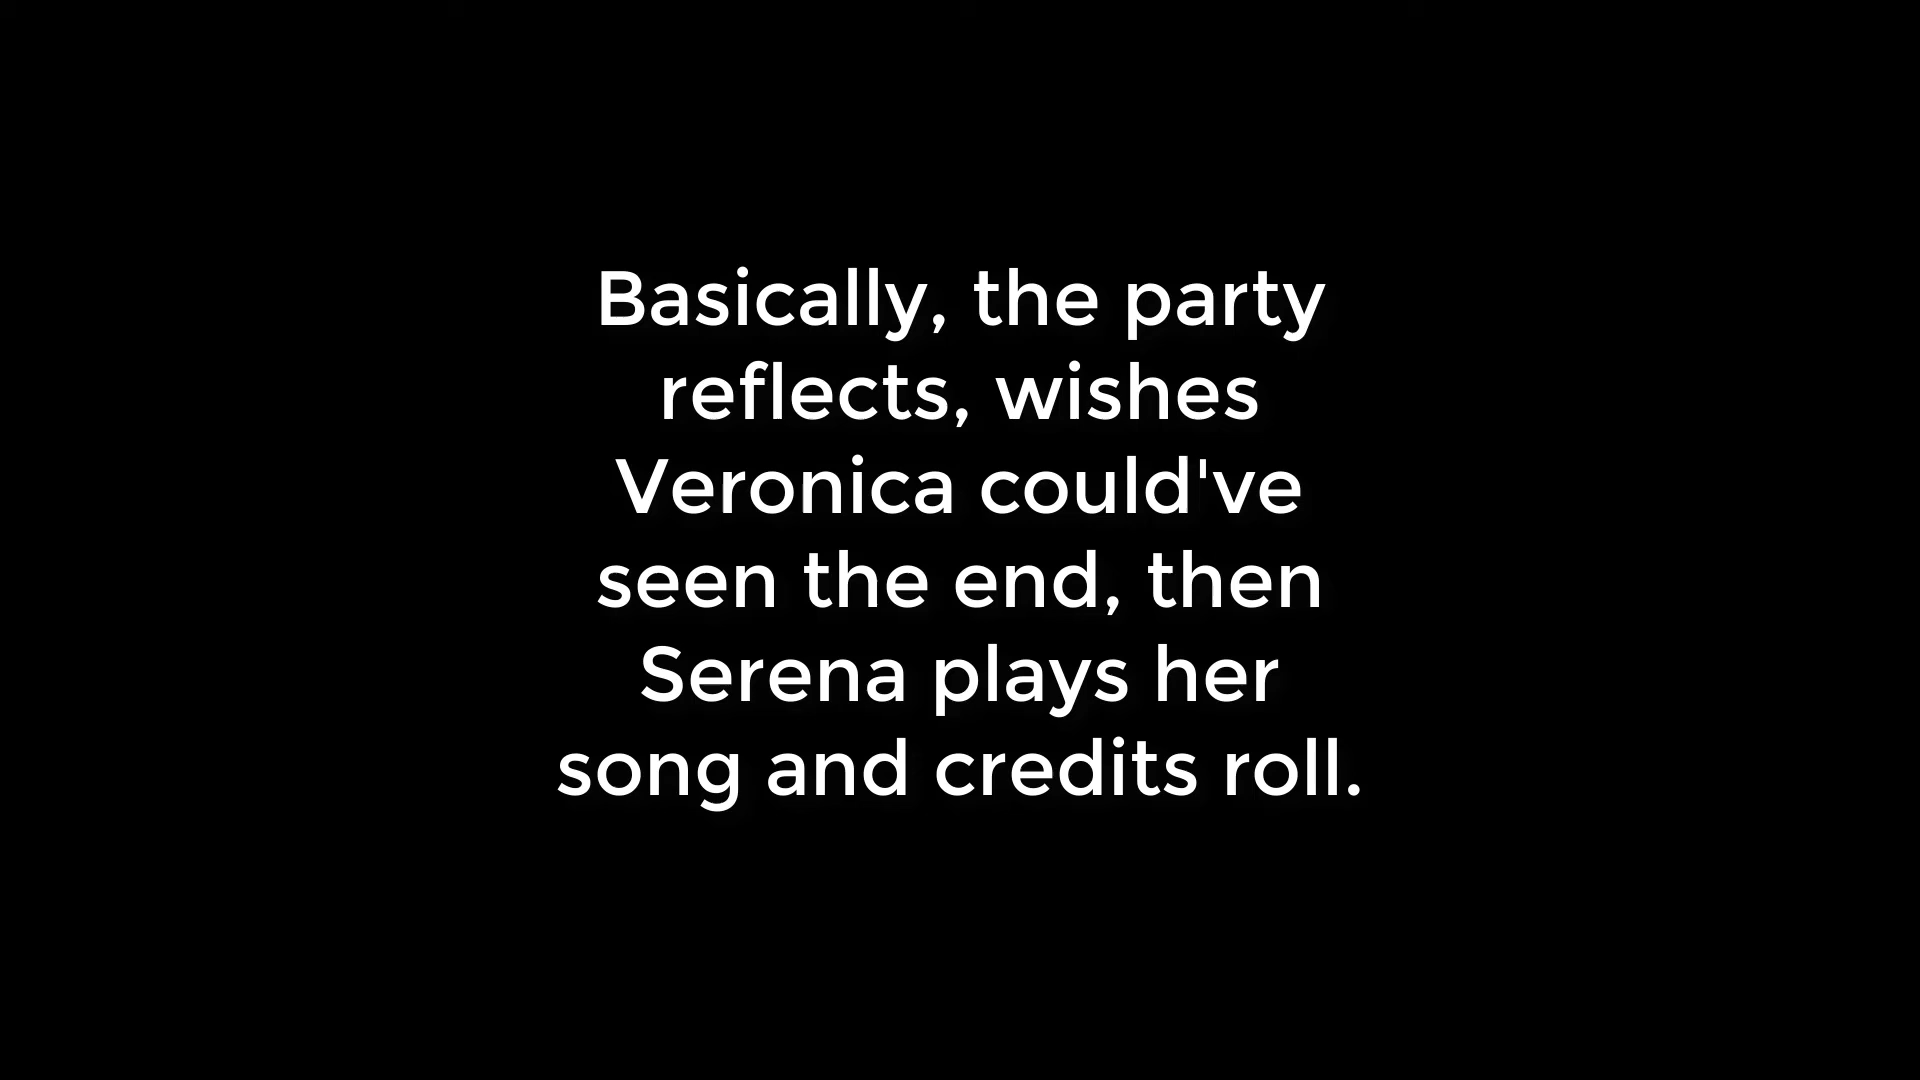 Basically, the party
reflects, wishes
Veronica could've
seen the end, then
Serena plays her
song and credits roll.